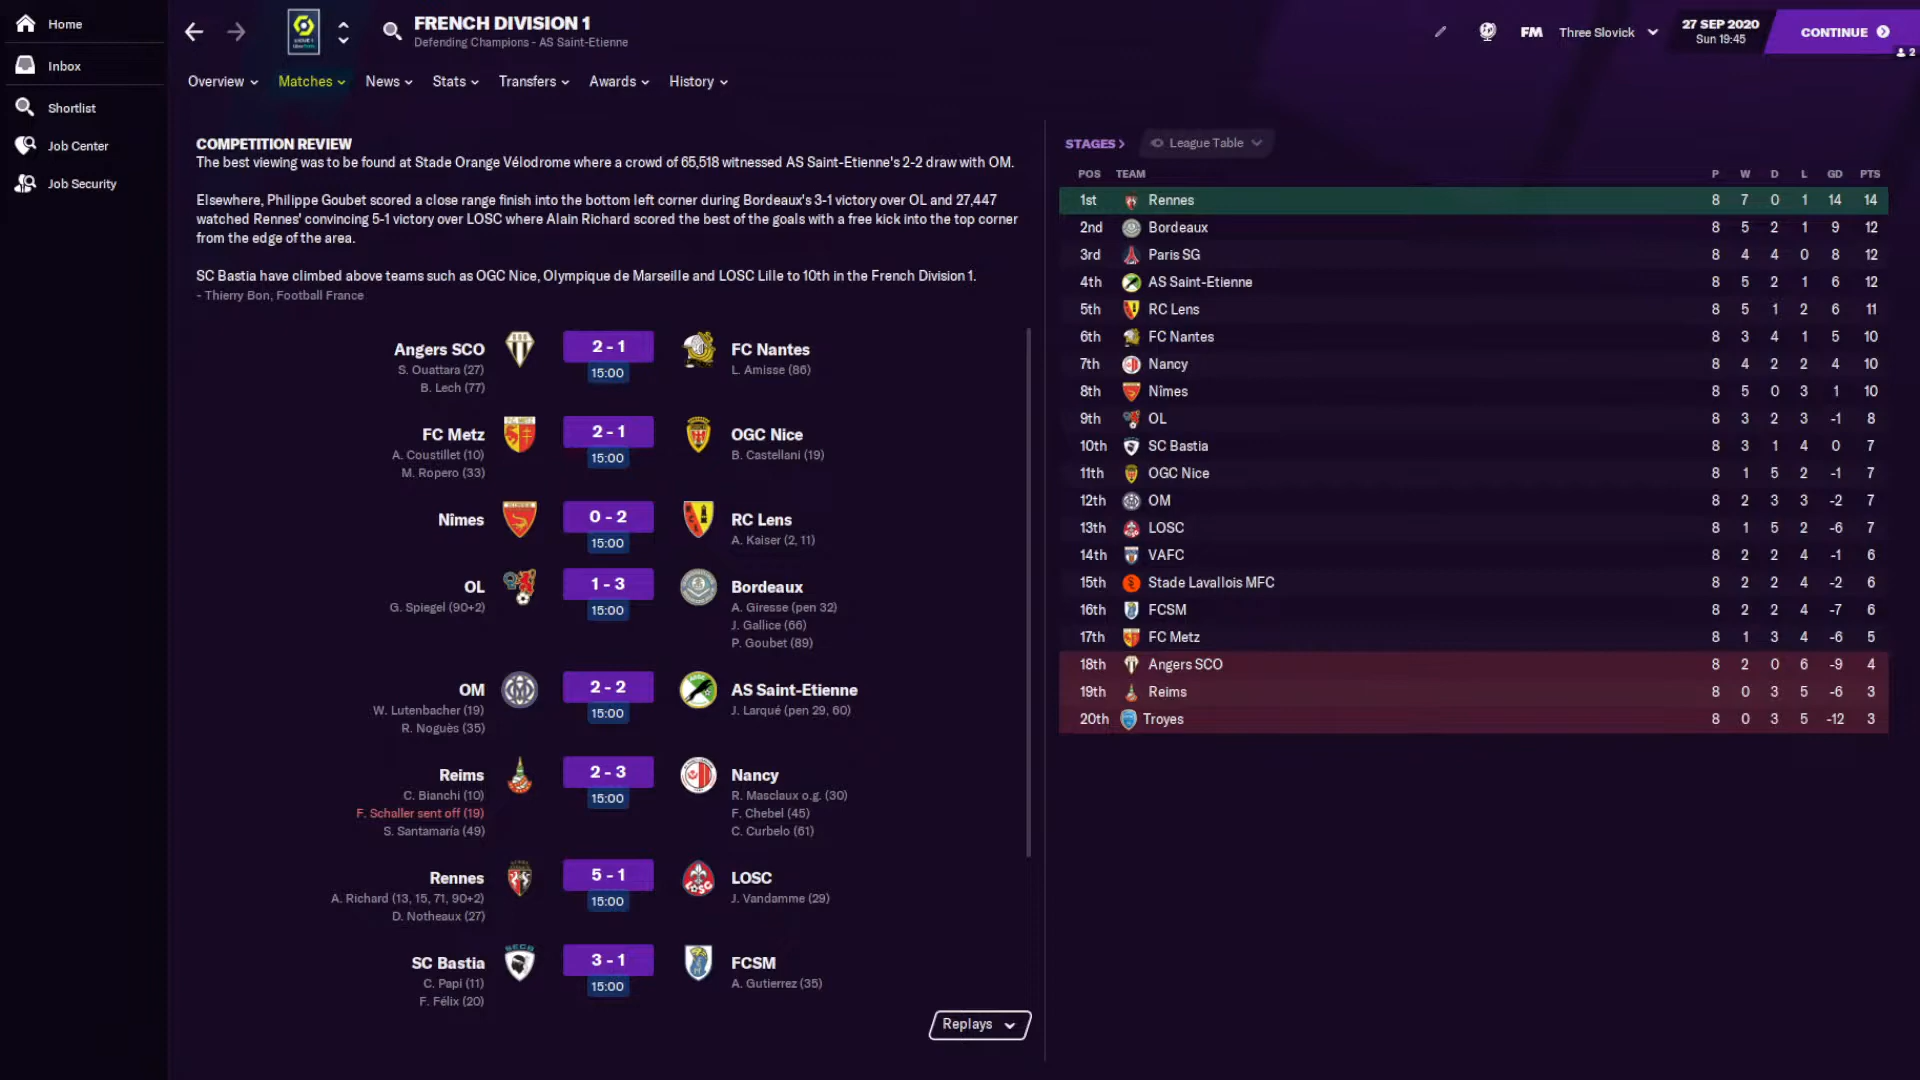 Home
Inbox
Shortlist
Job Center
Job Security
FRENCH DIVISION 1
Defending Champions - AS Saint-Etienne
FM Three Slovick
27 SEP 2020
Sun 19:45
CONTINUE
2
Overview Matches News Stats Transfers Awards History
COMPETITION REVIEW
The best viewing was to be found at Stade Orange Vélodrome where a crowd of 65,518 witnessed AS Saint-Etienne's 2-2 draw with OM.
Elsewhere, Philippe Goubet scored a close range finish into the bottom left corner during Bordeaux's 3-1 victory over OL and 27,447
watched Rennes' convincing 5-1 victory over LOSC where Alain Richard scored the best of the goals with a free kick into the top corner
from the edge of the area.
SC Bastia have climbed above teams such as OGC Nice, Olympique de Marseille and LOSC Lille to 10th in the French Division 1.
- Thierry Bon, Football France
Angers SCO 2 - 1 FC Nantes
S. Ouattara (27) 15:00 L. Amisse (86)
B. Lech (77)
FC Metz 2 - 1 OGC Nice
A. Coustillet (10) 15:00 B. Castellani (19)
M. Ropero (33)
Nîmes 0 - 2 RC Lens
15:00 A. Kaiser (2, 11)
OL 1 - 3 Bordeaux
G. Spiegel (90+2) 15:00 A. Giresse (pen 32)
J. Gallice (66)
P. Goubet (89)
OM 2 - 2 AS Saint-Etienne
W. Lutenbacher (19) 15:00 J. Larqué (pen 29, 60)
R. Noguès (35)
Reims 2 - 3 Nancy
C. Bianchi (10) 15:00 R. Masclaux o.g. (30)
F. Schaller sent off (19) F. Chebel (45)
S. Santamaría (49) C. Curbelo (61)
Rennes 5 - 1 LOSC
A. Richard (13, 15, 71, 90+2) 15:00 J. Vandamme (29)
D. Notheaux (27)
SC Bastia 3 - 1 FCSM
C. Papi (11) 15:00 A. Gutierrez (35)
F. Félix (20)
Replays
STAGES League Table
POS TEAM P W D L GD PTS
1st Rennes 8 7 0 1 14 14
2nd Bordeaux 8 5 2 1 9 12
3rd Paris SG 8 4 4 0 8 12
4th AS Saint-Etienne 8 5 2 1 6 12
5th RC Lens 8 5 1 2 6 11
6th FC Nantes 8 3 4 1 5 10
7th Nancy 8 4 2 2 4 10
8th Nîmes 8 5 0 3 1 10
9th OL 8 3 2 3 -1 8
10th SC Bastia 8 3 1 4 0 7
11th OGC Nice 8 1 5 2 -1 7
12th OM 8 2 3 3 -2 7
13th LOSC 8 1 5 2 -6 7
14th VAFC 8 2 2 4 -1 6
15th Stade Lavallois MFC 8 2 2 4 -2 6
16th FCSM 8 2 2 4 -7 6
17th FC Metz 8 1 3 4 -6 5
18th Angers SCO 8 2 0 6 -9 4
19th Reims 8 0 3 5 -6 3
20th Troyes 8 0 3 5 -12 3